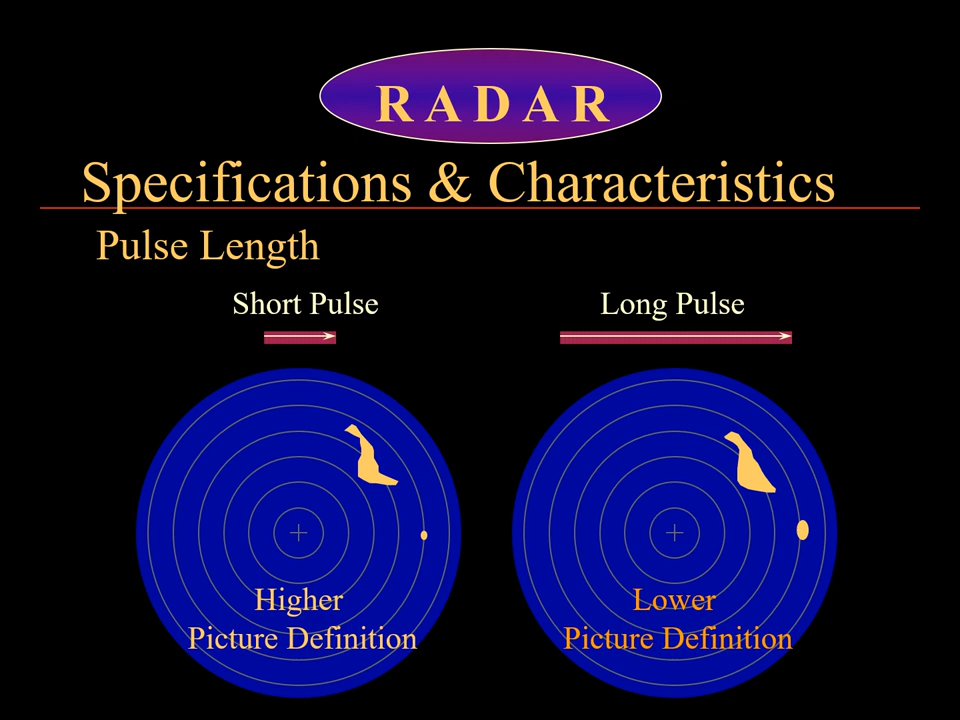 R A D A R
Specifications & Characteristics
Pulse Length
Short Pulse
Long Pulse
Higher
Picture Definition
Lower
Picture Definition